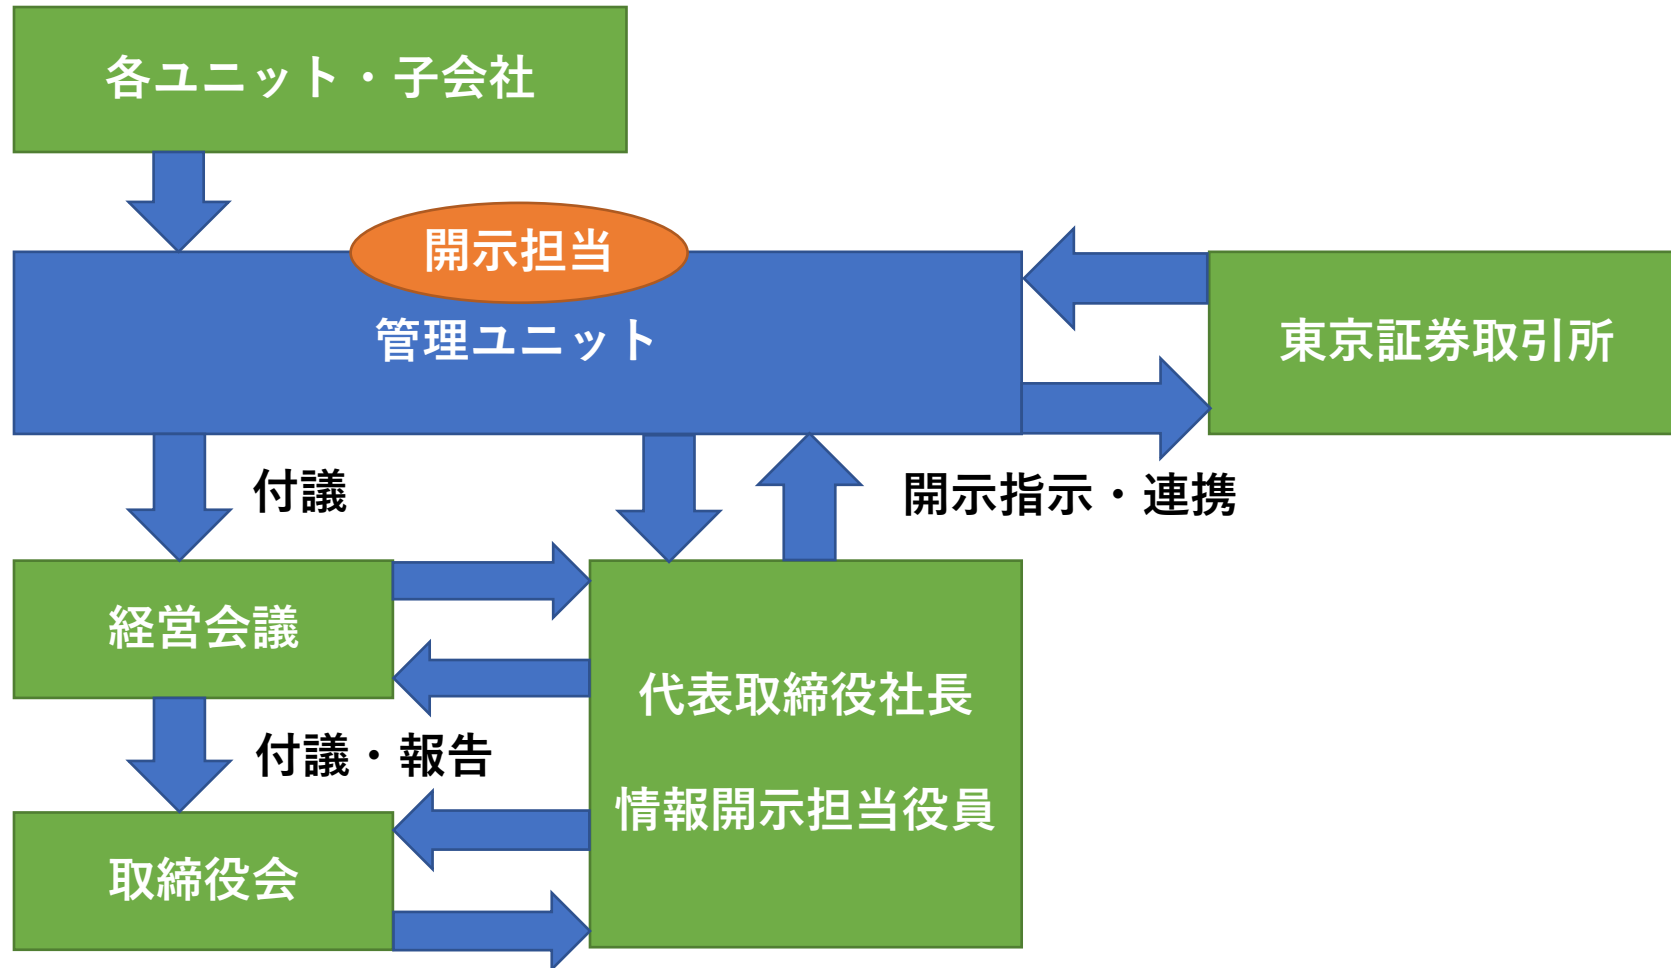 各ユニット・子会社
開示担当
管理ユニット
東京証券取引所
付議
開示指示・連携
経営会議
代表取締役社長
付議・報告
情報開示担当役員
取締役会